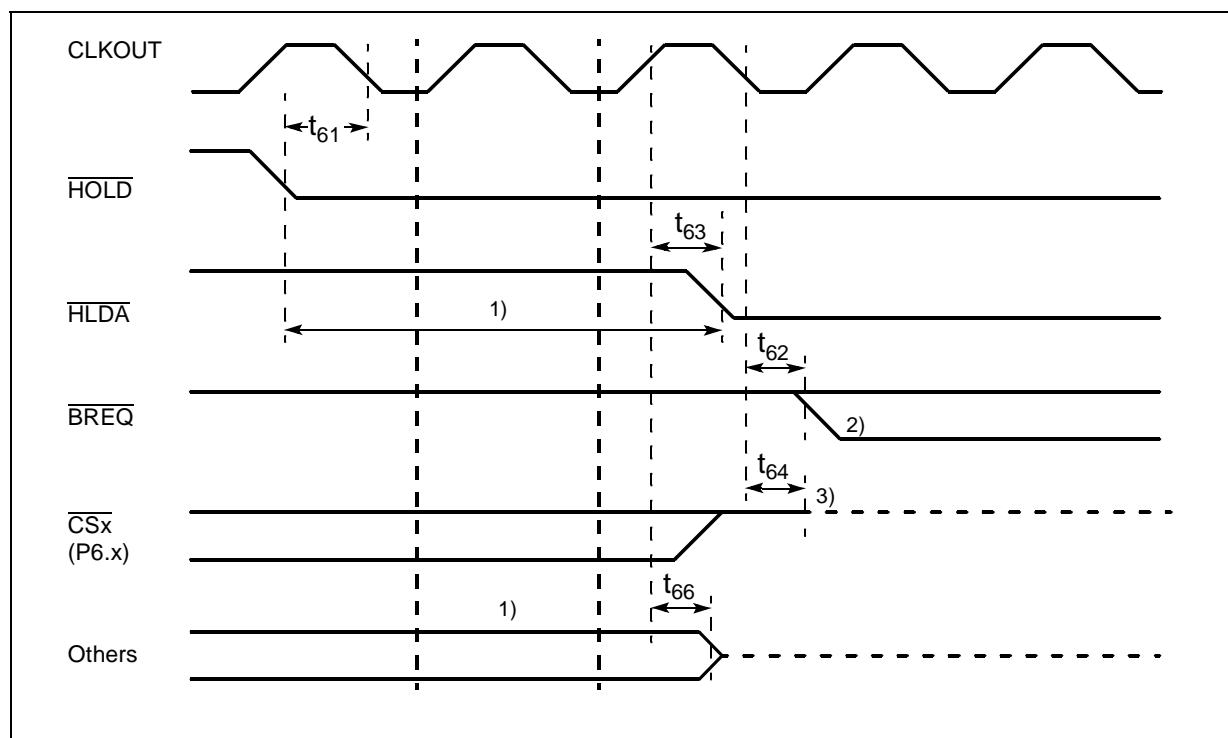 CLKOUT
t61
HOLD
t63
HLDA
1)
t62
BREQ
2)
t64
3)
CSx
(P6.x)
t66
1)
Others